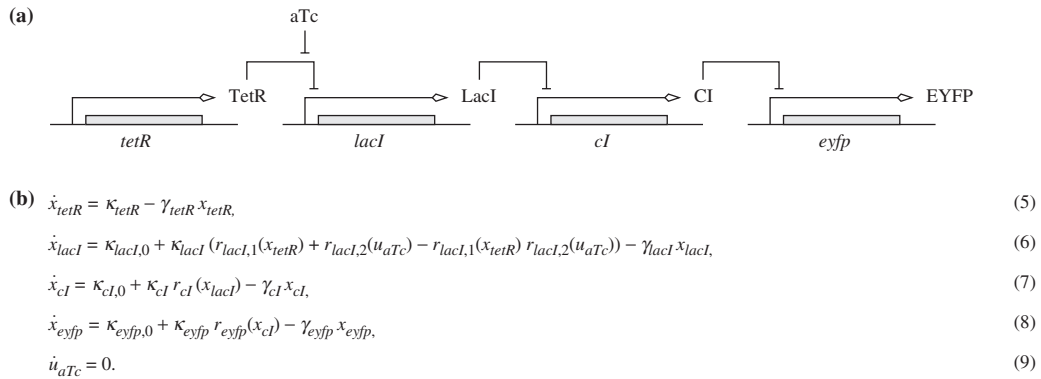 (a)
aTc
TetR LacI CI EYFP
tetR lacI cI eyfp
(b) ẋ_tetR = κ_tetR − γ_tetR x_tetR, (5)
ẋ_lacI = κ_lacI,0 + κ_lacI (r_lacI,1(x_tetR) + r_lacI,2(u_aTc) − r_lacI,1(x_tetR) r_lacI,2(u_aTc)) − γ_lacI x_lacI, (6)
ẋ_cI = κ_cI,0 + κ_cI r_cI (x_lacI) − γ_cI x_cI, (7)
ẋ_eyfp = κ_eyfp,0 + κ_eyfp r_eyfp(x_cI) − γ_eyfp x_eyfp, (8)
u̇_aTc = 0. (9)